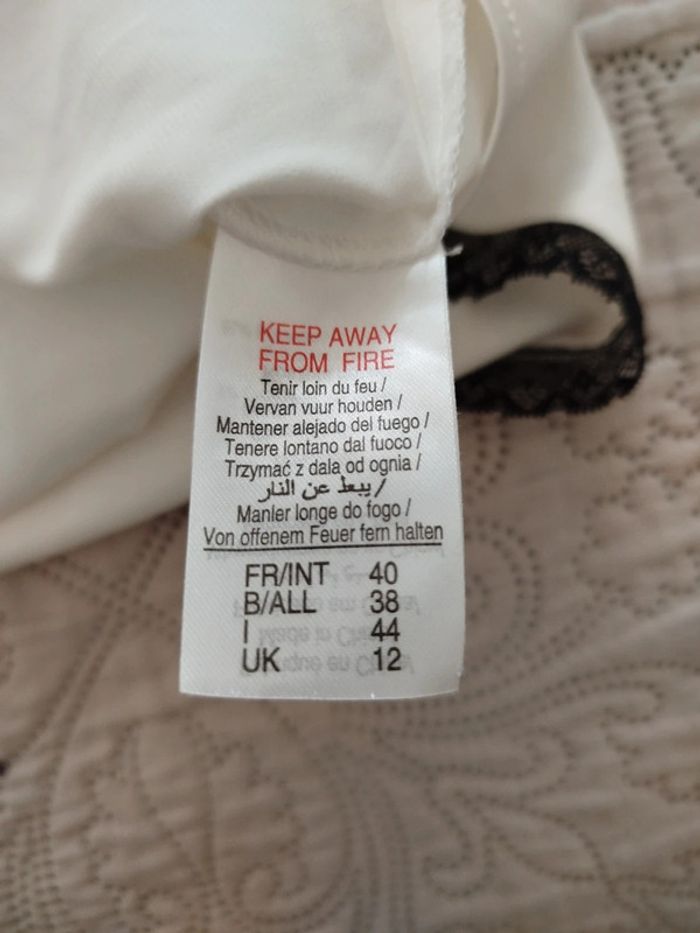 KEEP AWAY
FROM FIRE
Tenir loin du feu /
Vervan vuur houden /
Mantener alejado del fuego /
Tenere lontano dal fuoco /
Trzymać z dala od ognia /
يبعط عن النار /
Manler longe do fogo /
Von offenem Feuer fern halten
FR/INT 40
B/ALL 38
I 44
UK 12